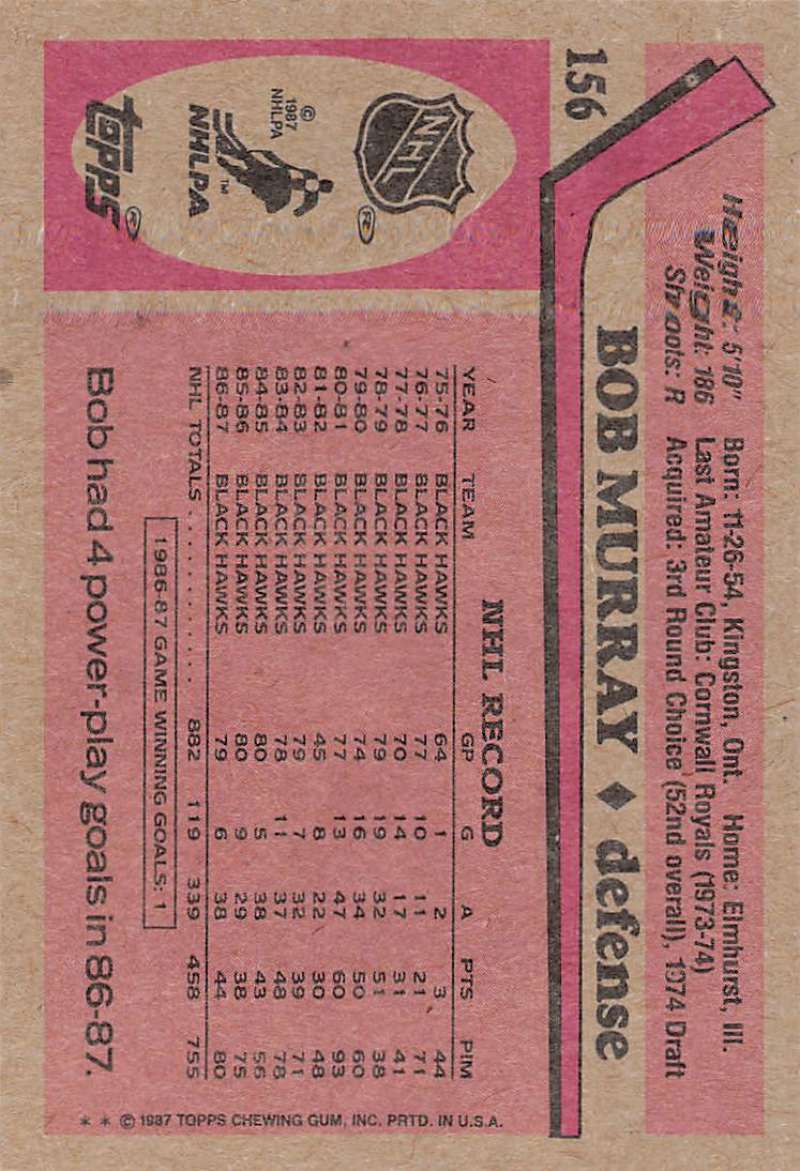 156
BOB MURRAY ♦ defense
Height: 5'10" Born: 11-26-54, Kingston, Ont. Home: Elmhurst, Ill.
Weight: 186 Last Amateur Club: Cornwall Royals (1973-74)
Shoots: R Acquired: 3rd Round Choice (52nd overall), 1974 Draft
NHL
®
© 1987
NHLPA
TM
NHLPA
TOPPS®
NHL RECORD
YEAR TEAM GP G A PTS PIM
75-76 BLACK HAWKS 64 1 2 3 44
76-77 BLACK HAWKS 77 10 11 21 71
77-78 BLACK HAWKS 70 14 17 31 41
78-79 BLACK HAWKS 79 19 32 51 38
79-80 BLACK HAWKS 74 16 34 50 60
80-81 BLACK HAWKS 77 13 47 60 93
81-82 BLACK HAWKS 45 8 22 30 48
82-83 BLACK HAWKS 79 7 32 39 71
83-84 BLACK HAWKS 78 11 37 48 78
84-85 BLACK HAWKS 80 5 38 43 56
85-86 BLACK HAWKS 80 9 29 38 75
86-87 BLACK HAWKS 79 6 38 44 80
NHL TOTALS . . . . . . . . . . . 882 119 339 458 755
1986-87 GAME WINNING GOALS: 1
Bob had 4 power-play goals in 86-87.
* * © 1987 TOPPS CHEWING GUM, INC. PRTD. IN U.S.A.